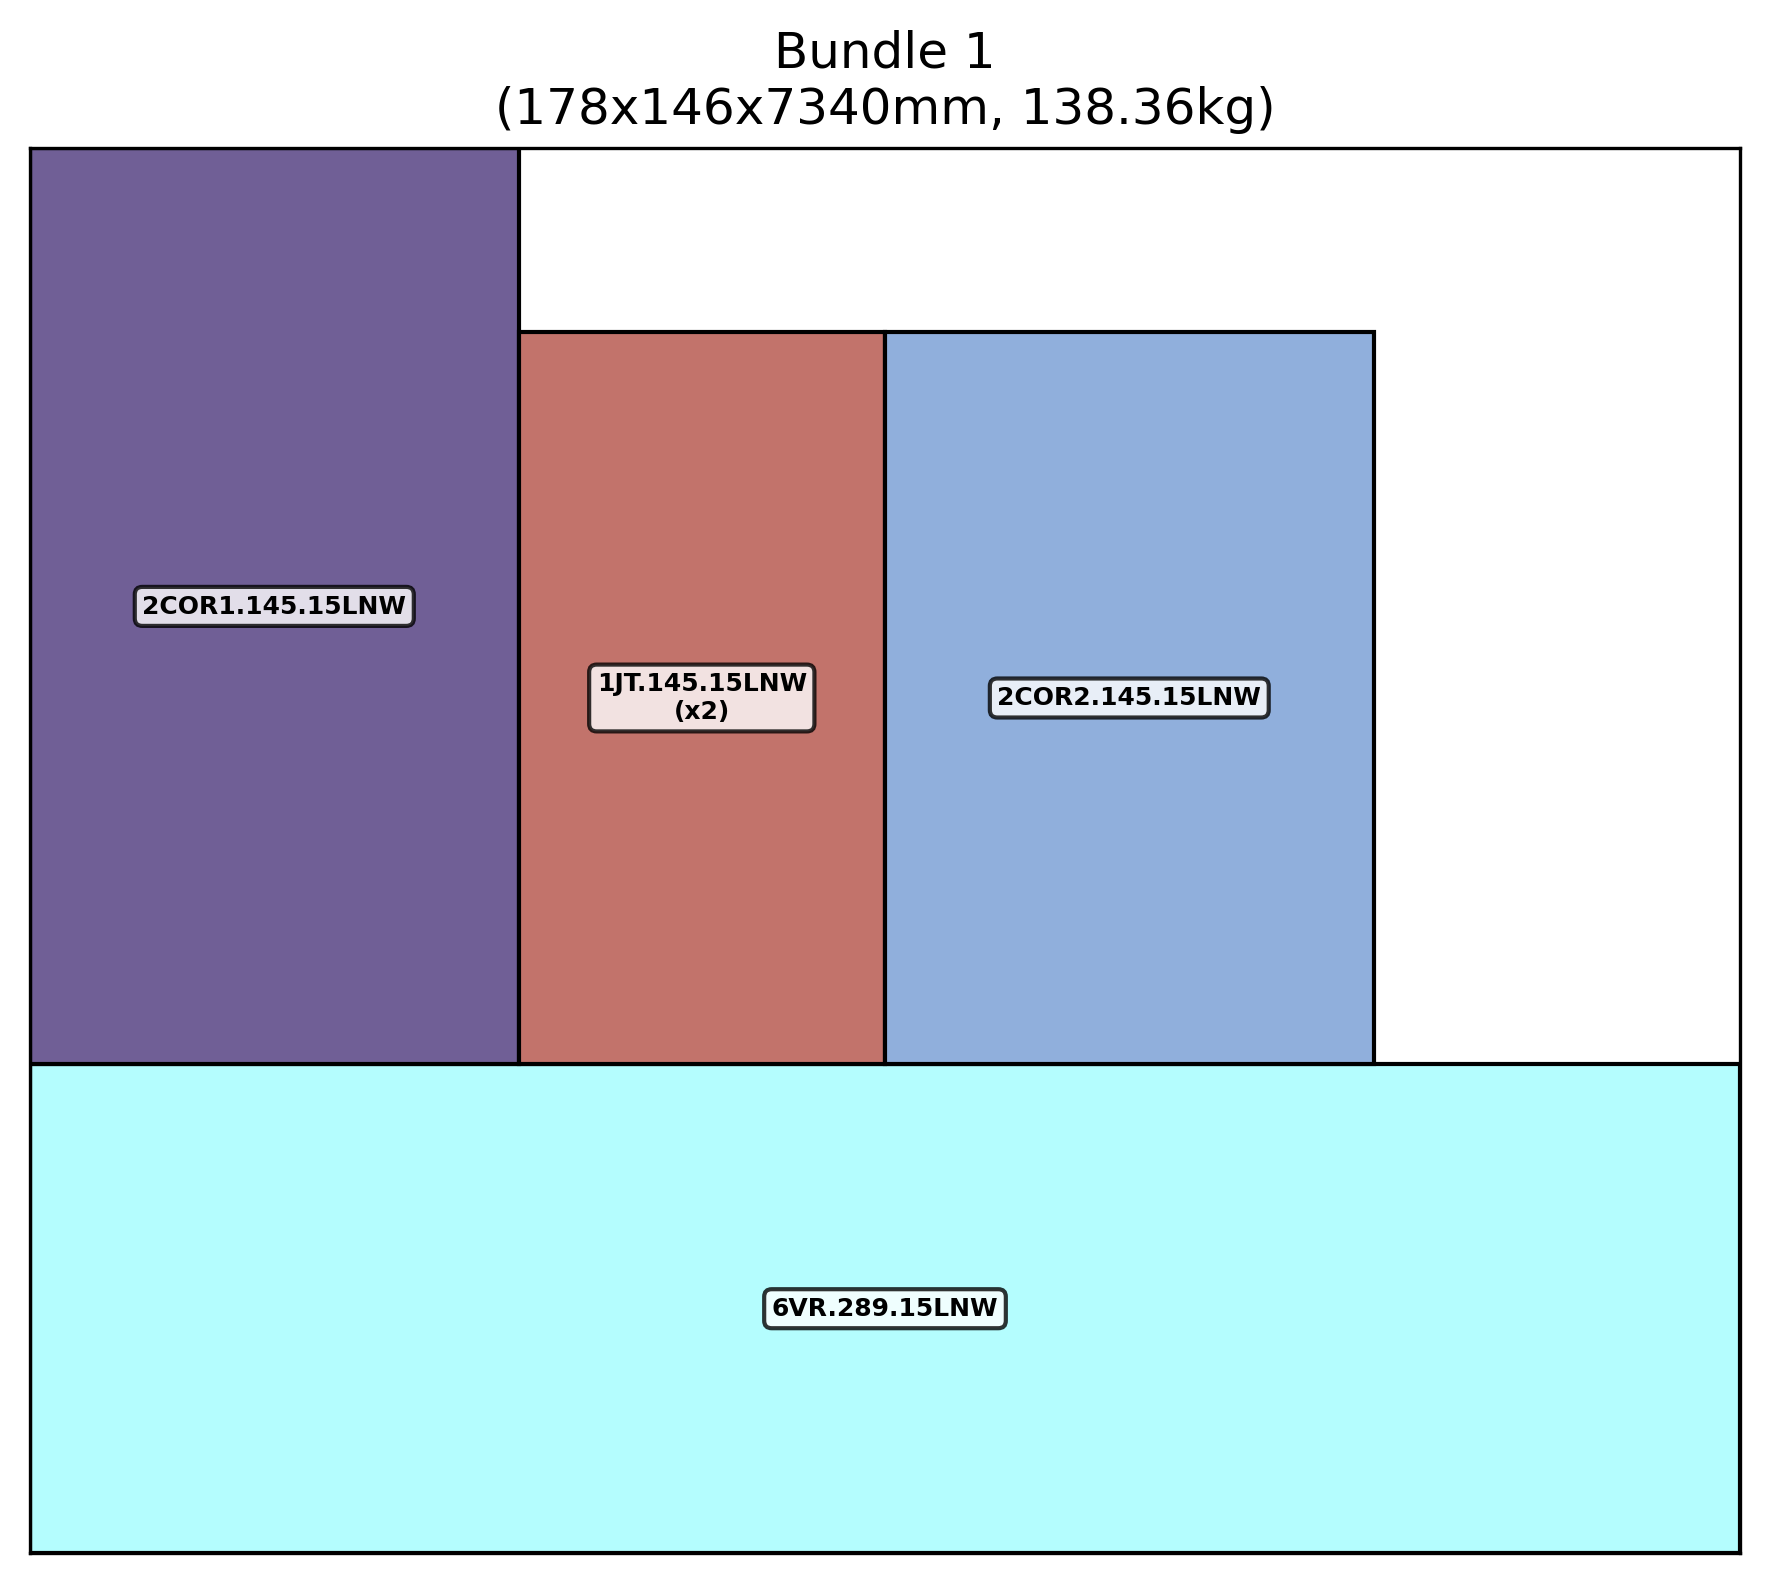 Bundle 1
(178x146x7340mm, 138.36kg)
2COR1.145.15LNW
1JT.145.15LNW
(x2)
2COR2.145.15LNW
6VR.289.15LNW